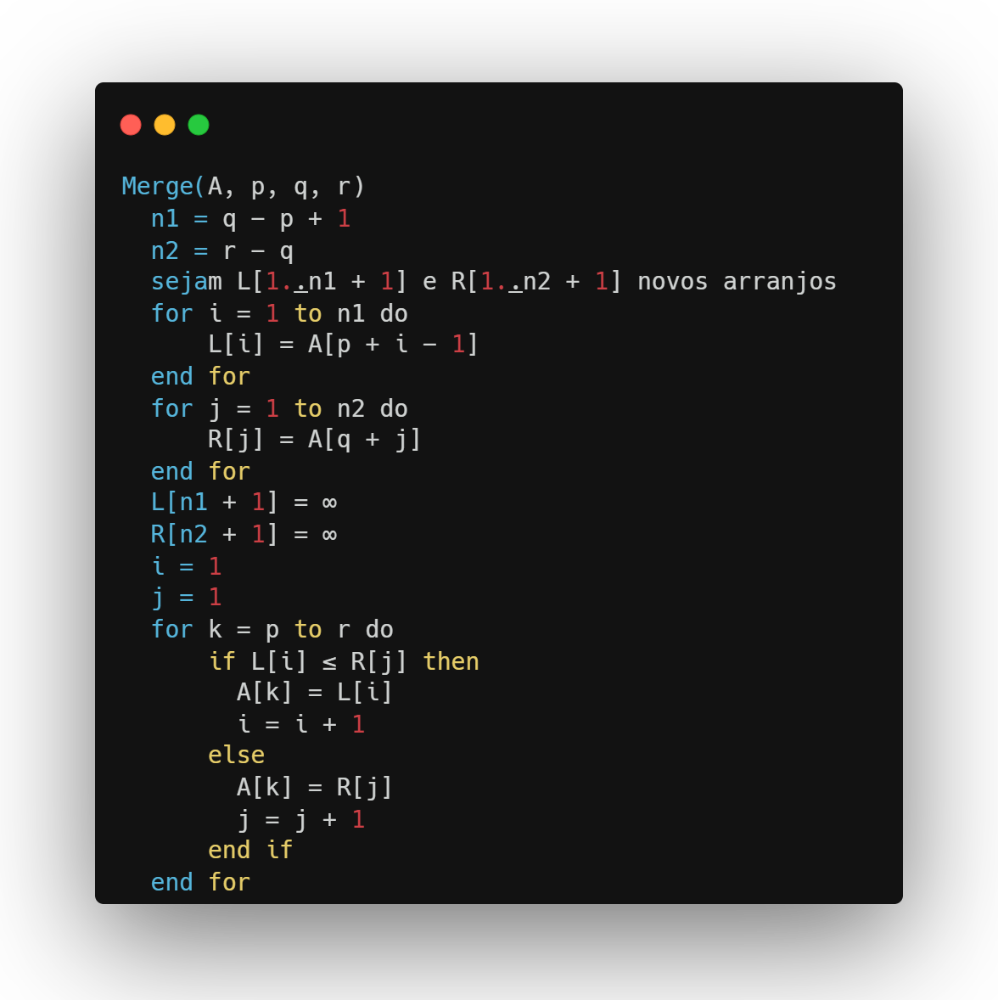 Merge(A, p, q, r)
  n1 = q − p + 1
  n2 = r − q
  sejam L[1..n1 + 1] e R[1..n2 + 1] novos arranjos
  for i = 1 to n1 do
      L[i] = A[p + i − 1]
  end for
  for j = 1 to n2 do
      R[j] = A[q + j]
  end for
  L[n1 + 1] = ∞
  R[n2 + 1] = ∞
  i = 1
  j = 1
  for k = p to r do
      if L[i] ≤ R[j] then
        A[k] = L[i]
        i = i + 1
      else
        A[k] = R[j]
        j = j + 1
      end if
  end for